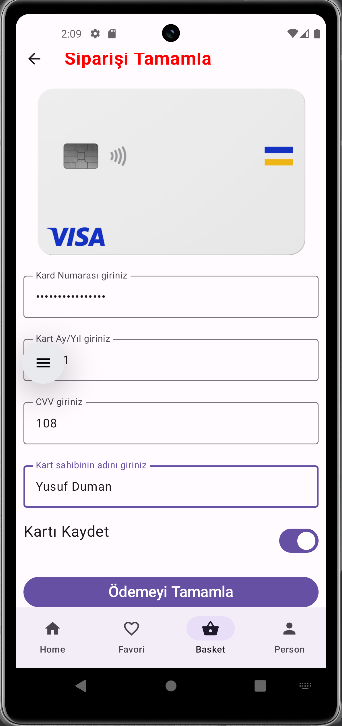 2:09
Siparişi Tamamla
VISA
Kard Numarası giriniz
••••••••••••••••
Kart Ay/Yıl giriniz
1
CVV giriniz
108
Kart sahibinin adını giriniz
Yusuf Duman
Kartı Kaydet
Ödemeyi Tamamla
Home Favori Basket Person